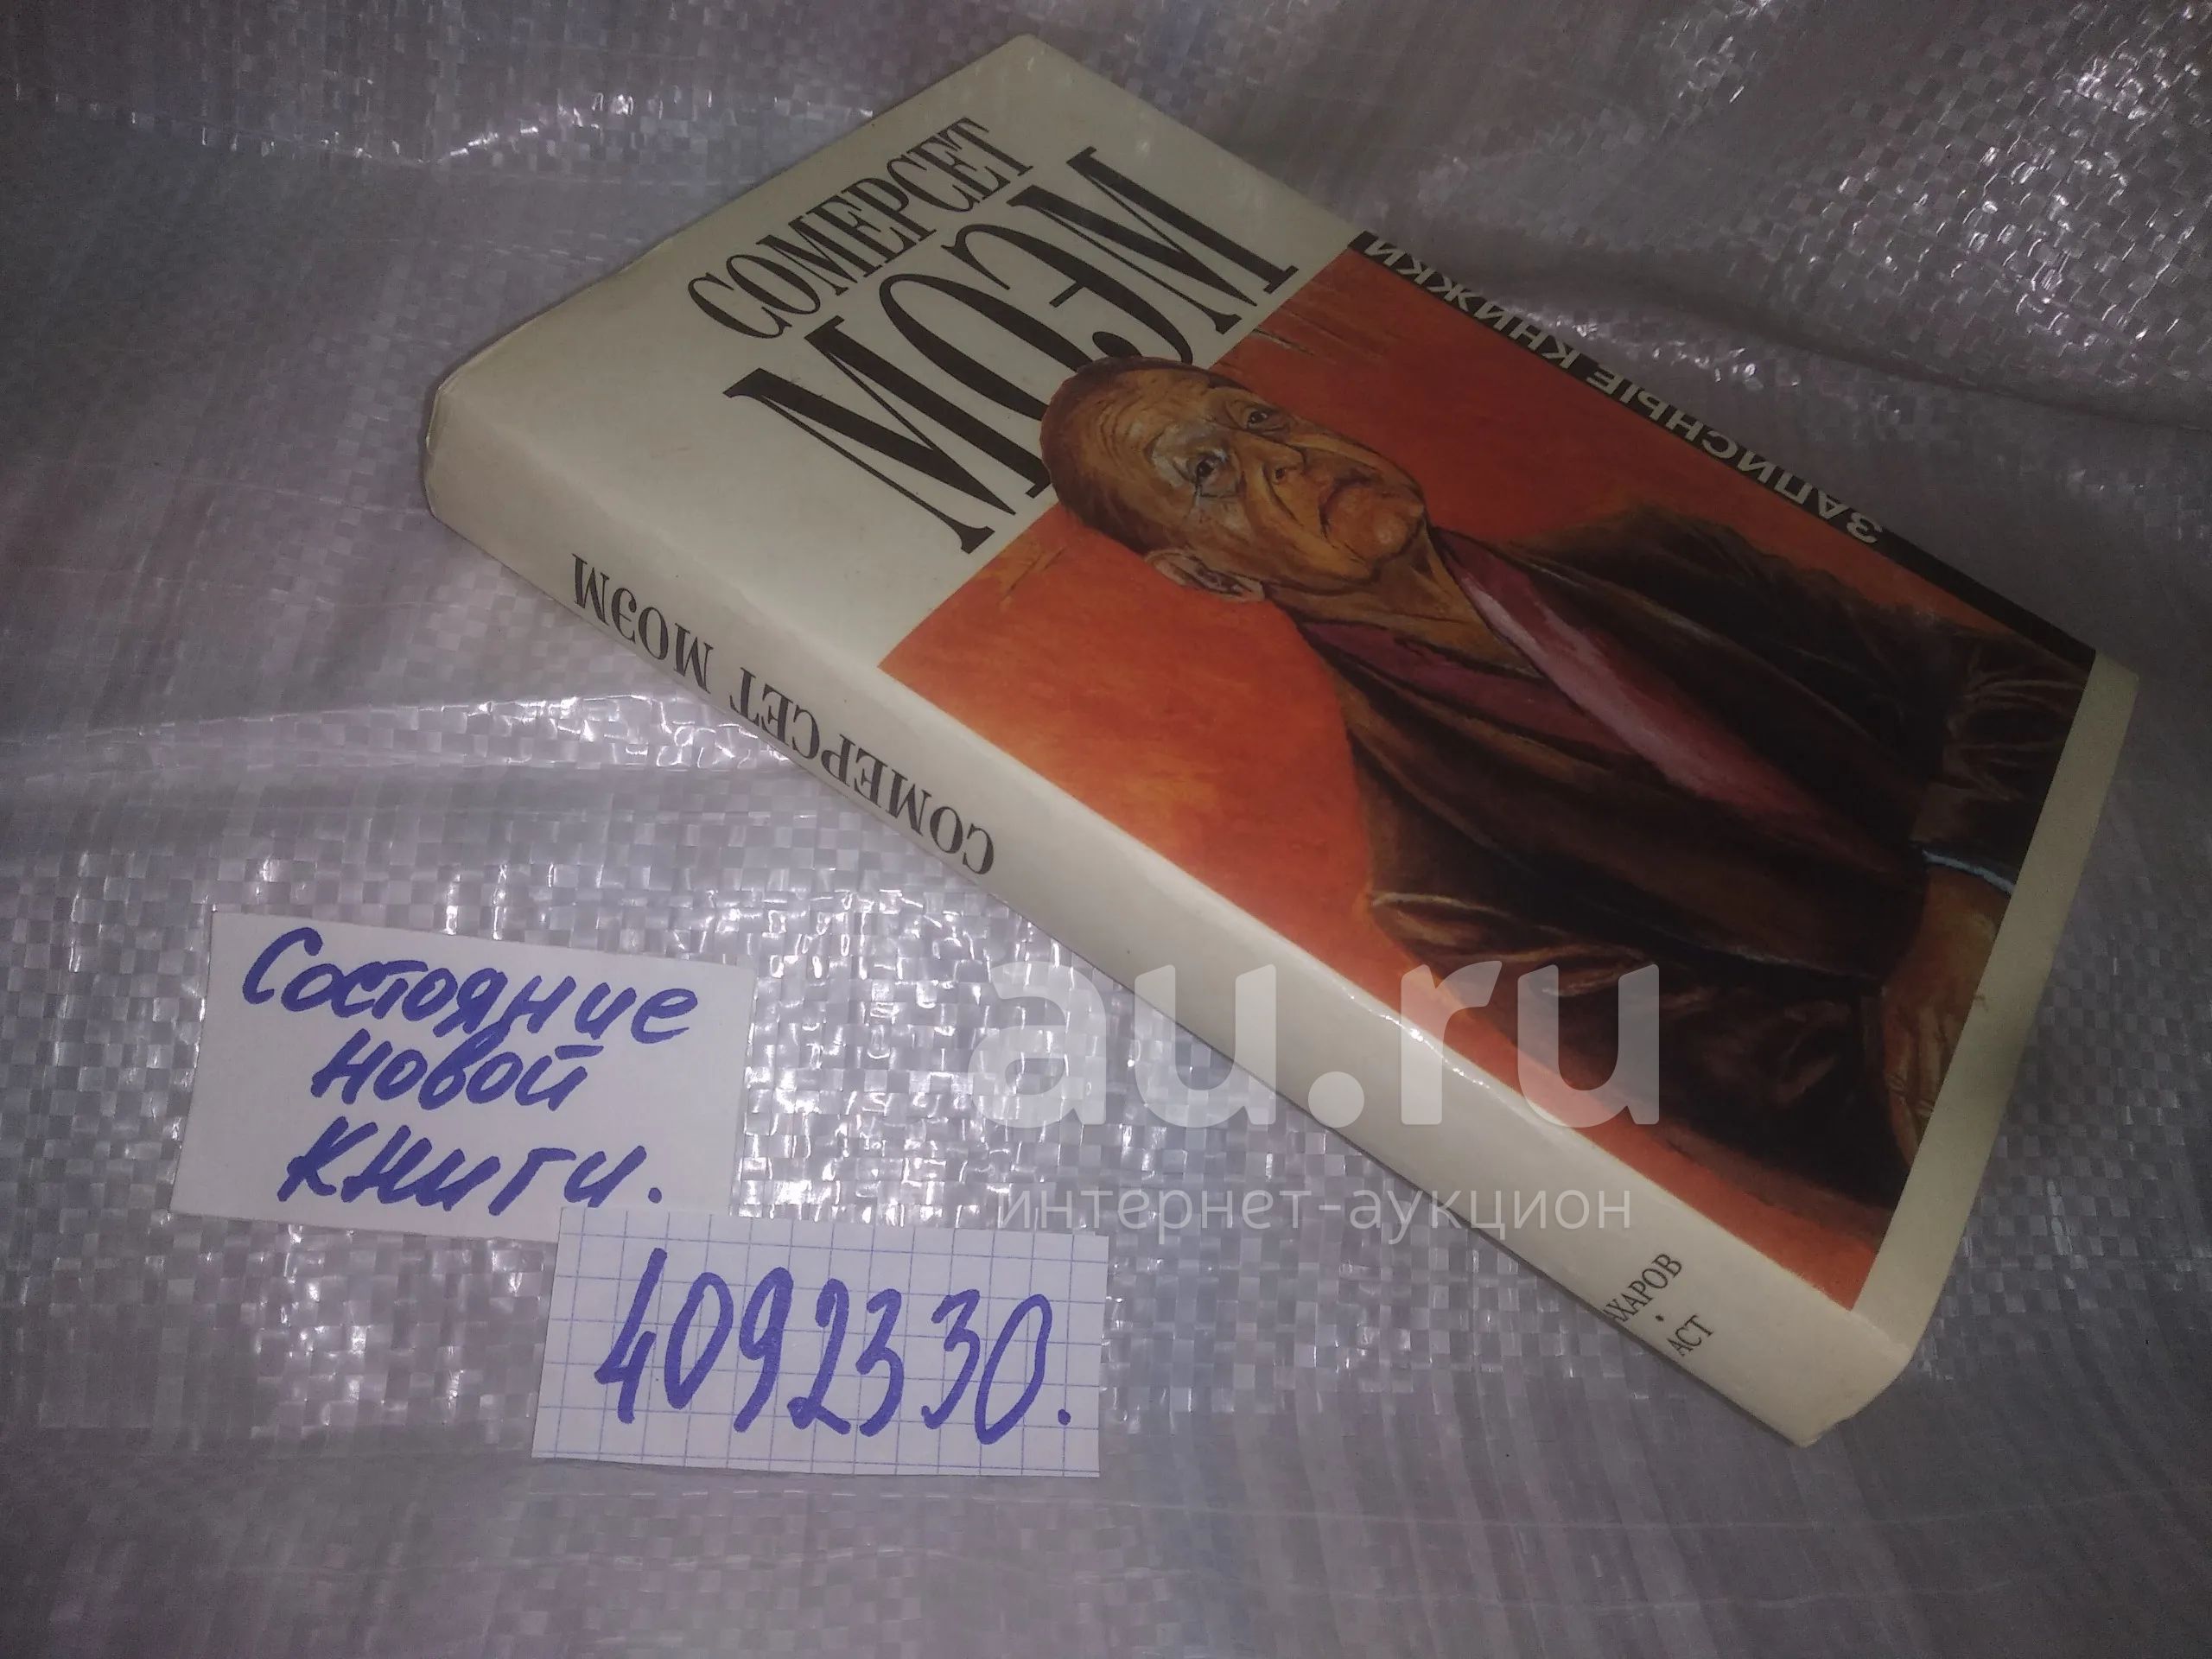 СОМЕРСЕТ
МОЭМ
ЗАПИСНЫЕ КНИЖКИ
СОМЕРСЕТ МОЭМ
АХАРОВ
•
АСТ
Состояние
новой
книги.
4092330.
au.ru
интернет-аукцион